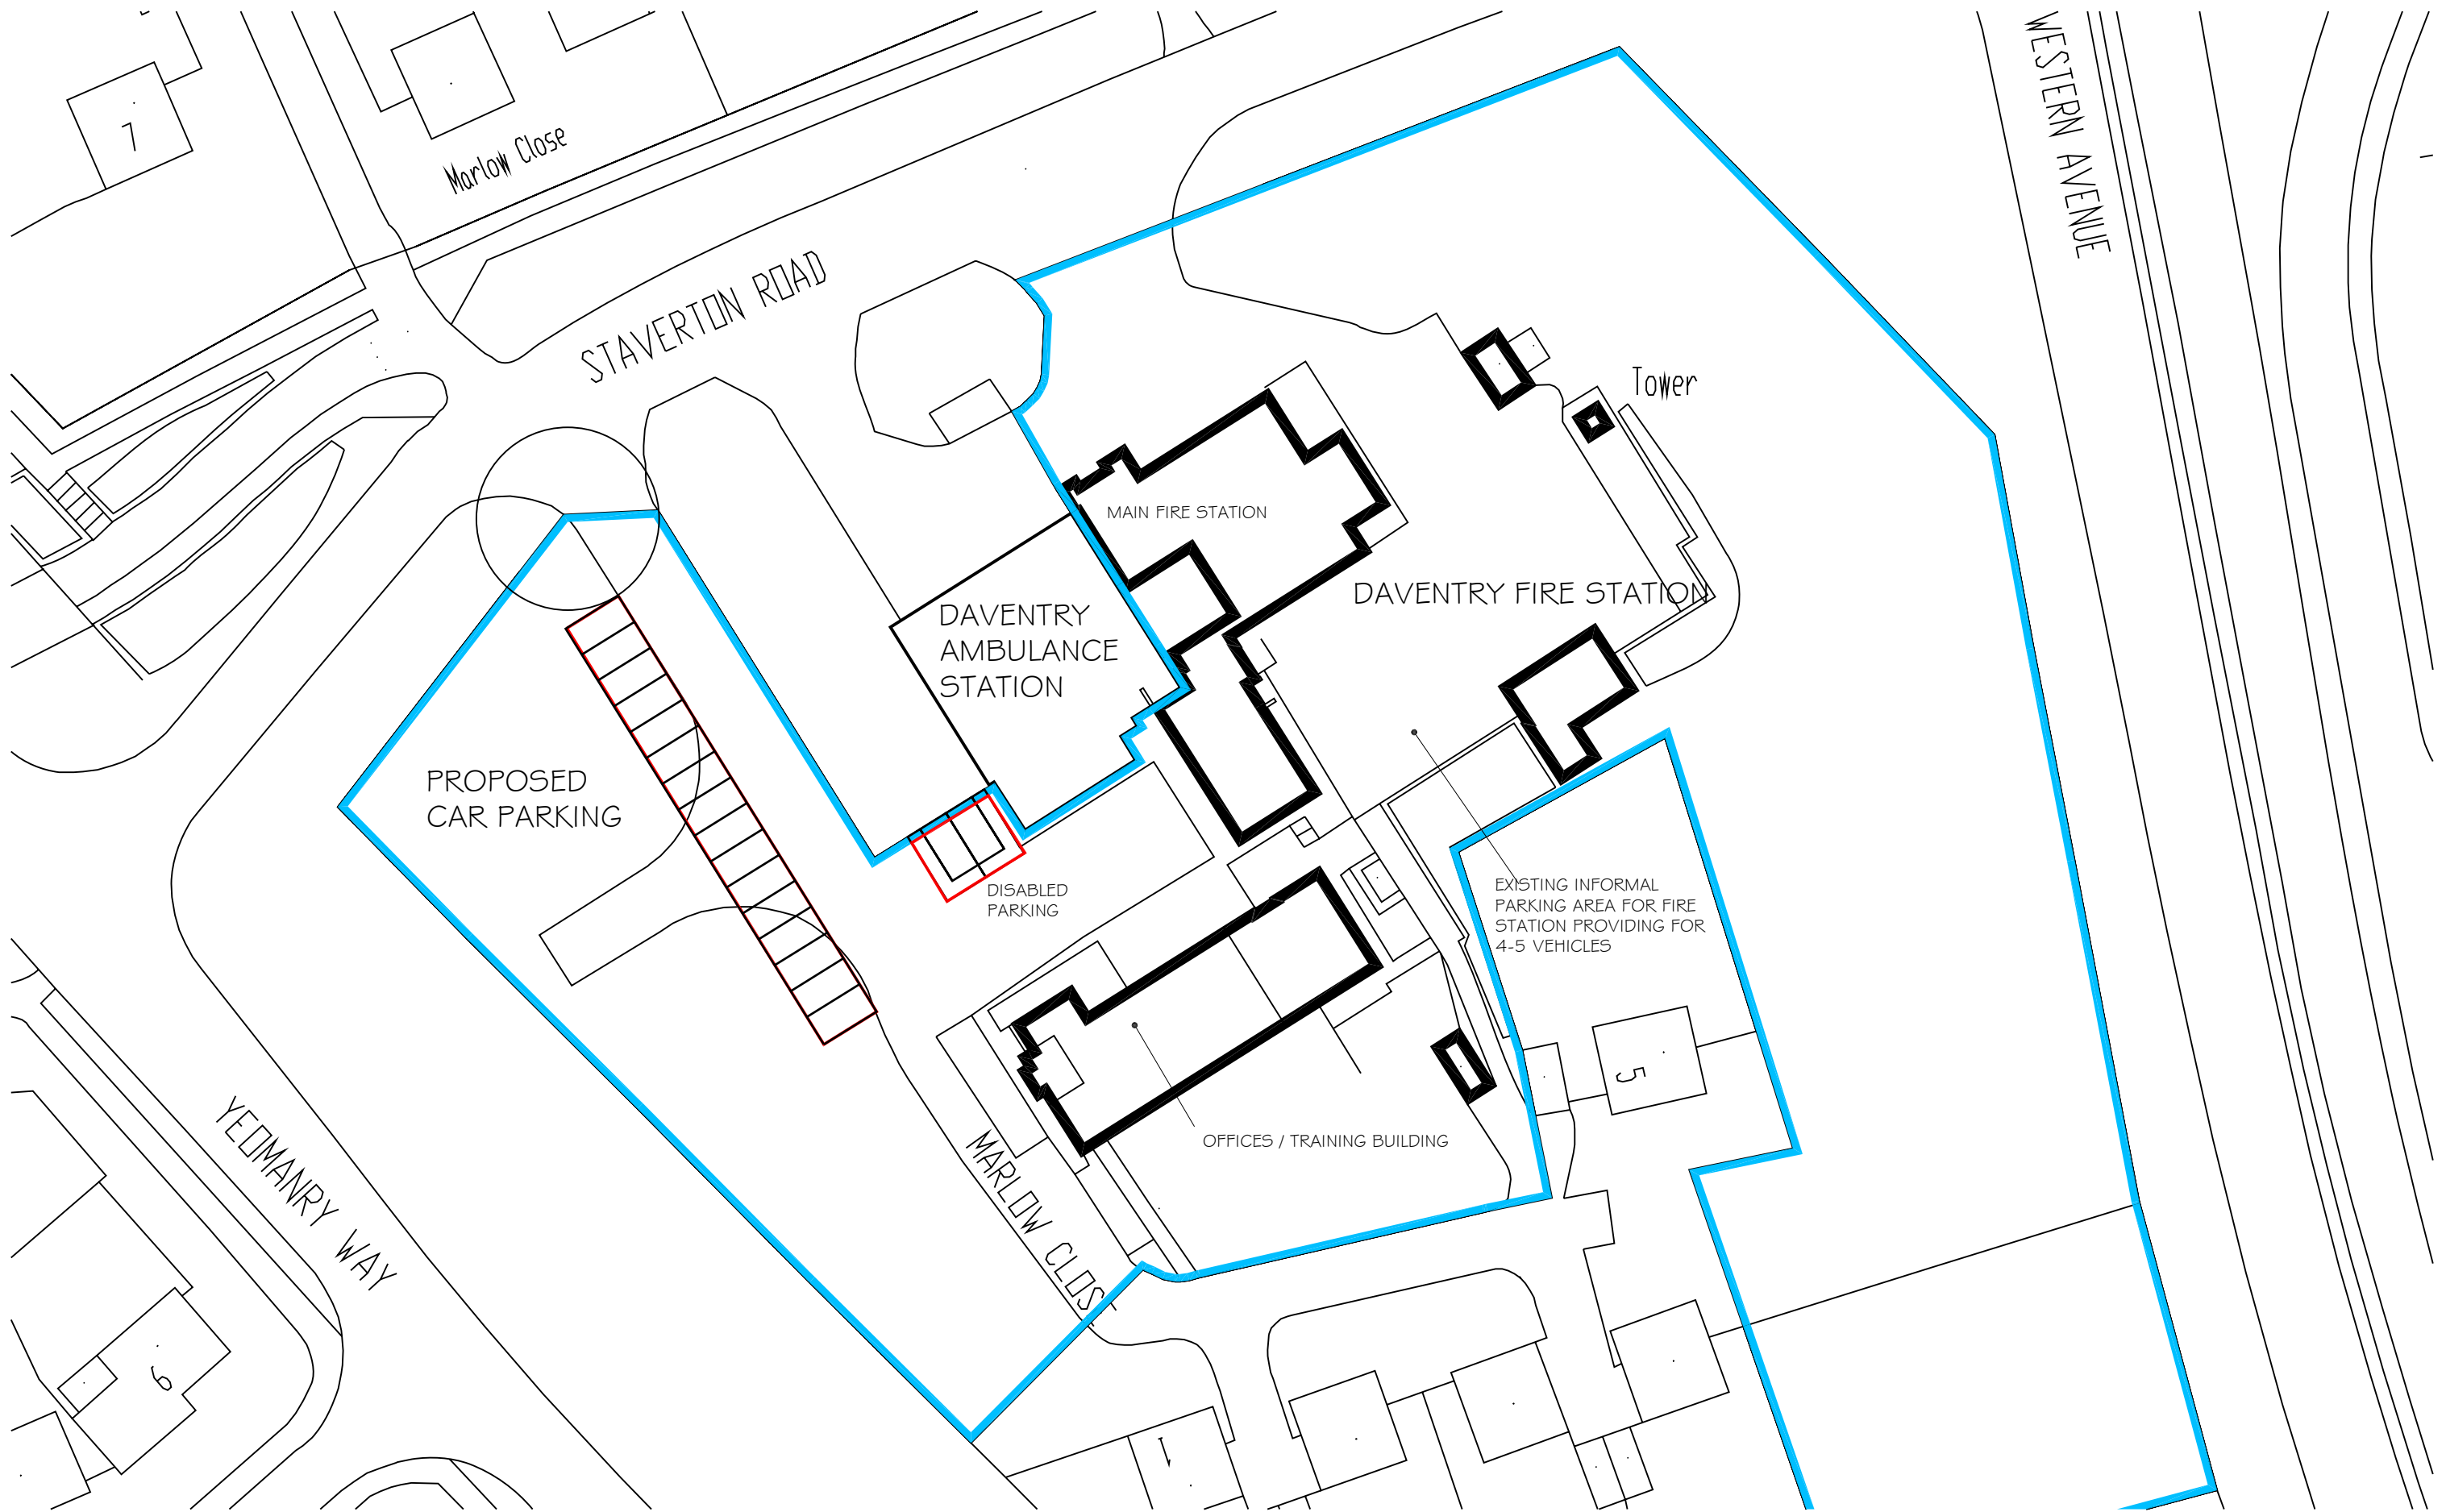 WESTERN AVENUE
7
Marlow Close
STAVERTON ROAD
Tower
MAIN FIRE STATION
DAVENTRY FIRE STATION
DAVENTRY
AMBULANCE
STATION
PROPOSED
CAR PARKING
DISABLED
PARKING
EXISTING INFORMAL
PARKING AREA FOR FIRE
STATION PROVIDING FOR
4-5 VEHICLES
5
OFFICES / TRAINING BUILDING
YEOMANRY WAY
MARLOW CLOS
6
1